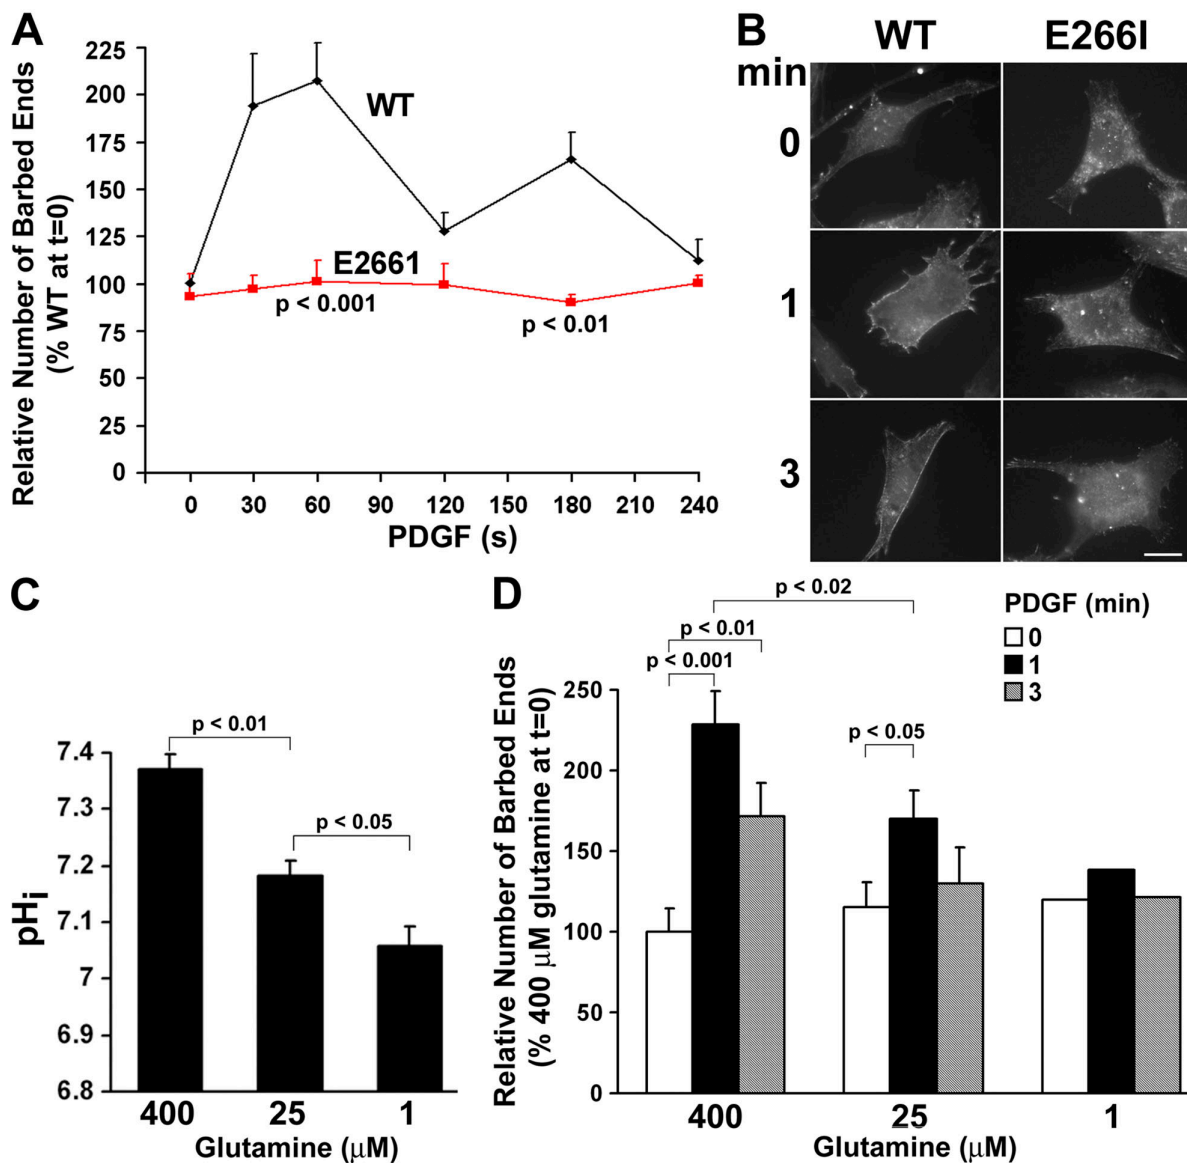 A
Relative Number of Barbed Ends
(% WT at t=0)
225
200
175
150
125
100
75
50
25
0
WT
E2661
p < 0.001
p < 0.01
0 30 60 90 120 150 180 210 240
PDGF (s)
B
WT E266I
min
0
1
3
C
pHi
7.4
7.3
7.2
7.1
7
6.9
6.8
p < 0.01
p < 0.05
400 25 1
Glutamine (μM)
D
Relative Number of Barbed Ends
(% 400 μM glutamine at t=0)
250
200
150
100
50
0
p < 0.02
p < 0.01
p < 0.001
p < 0.05
PDGF (min)
0
1
3
400 25 1
Glutamine (μM)